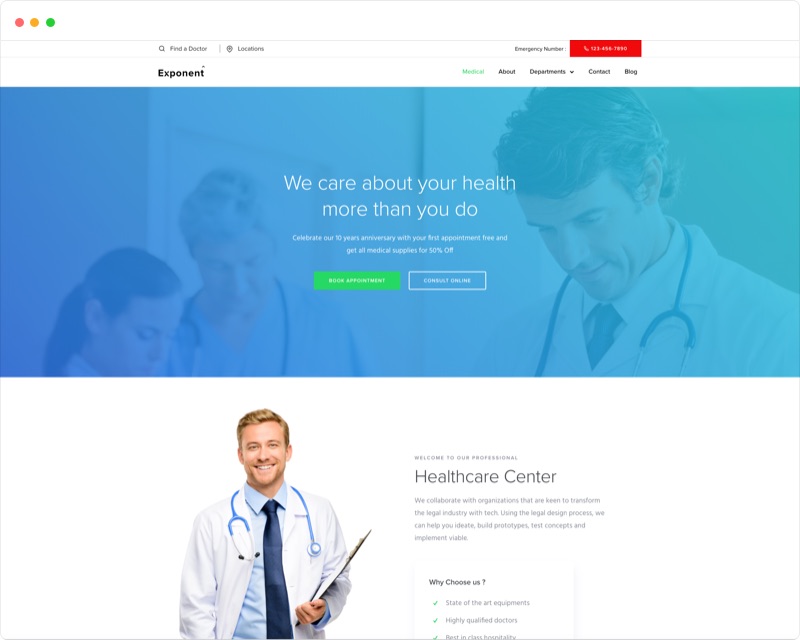 Find a Doctor
Locations
Emergency Number :
123-456-7890
Exponent
Medical
About
Departments
Contact
Blog
We care about your health
more than you do
Celebrate our 10 years anniversary with your first appointment free and
get all medical supplies for 50% Off
BOOK APPOINTMENT
CONSULT ONLINE
WELCOME TO OUR PROFESSIONAL
Healthcare Center
We collaborate with organizations that are keen to transform
the legal industry with tech. Using the legal design process, we
can help you ideate, build prototypes, test concepts and
implement viable.
Why Choose us ?
State of the art equipments
Highly qualified doctors
Best in class hospitality